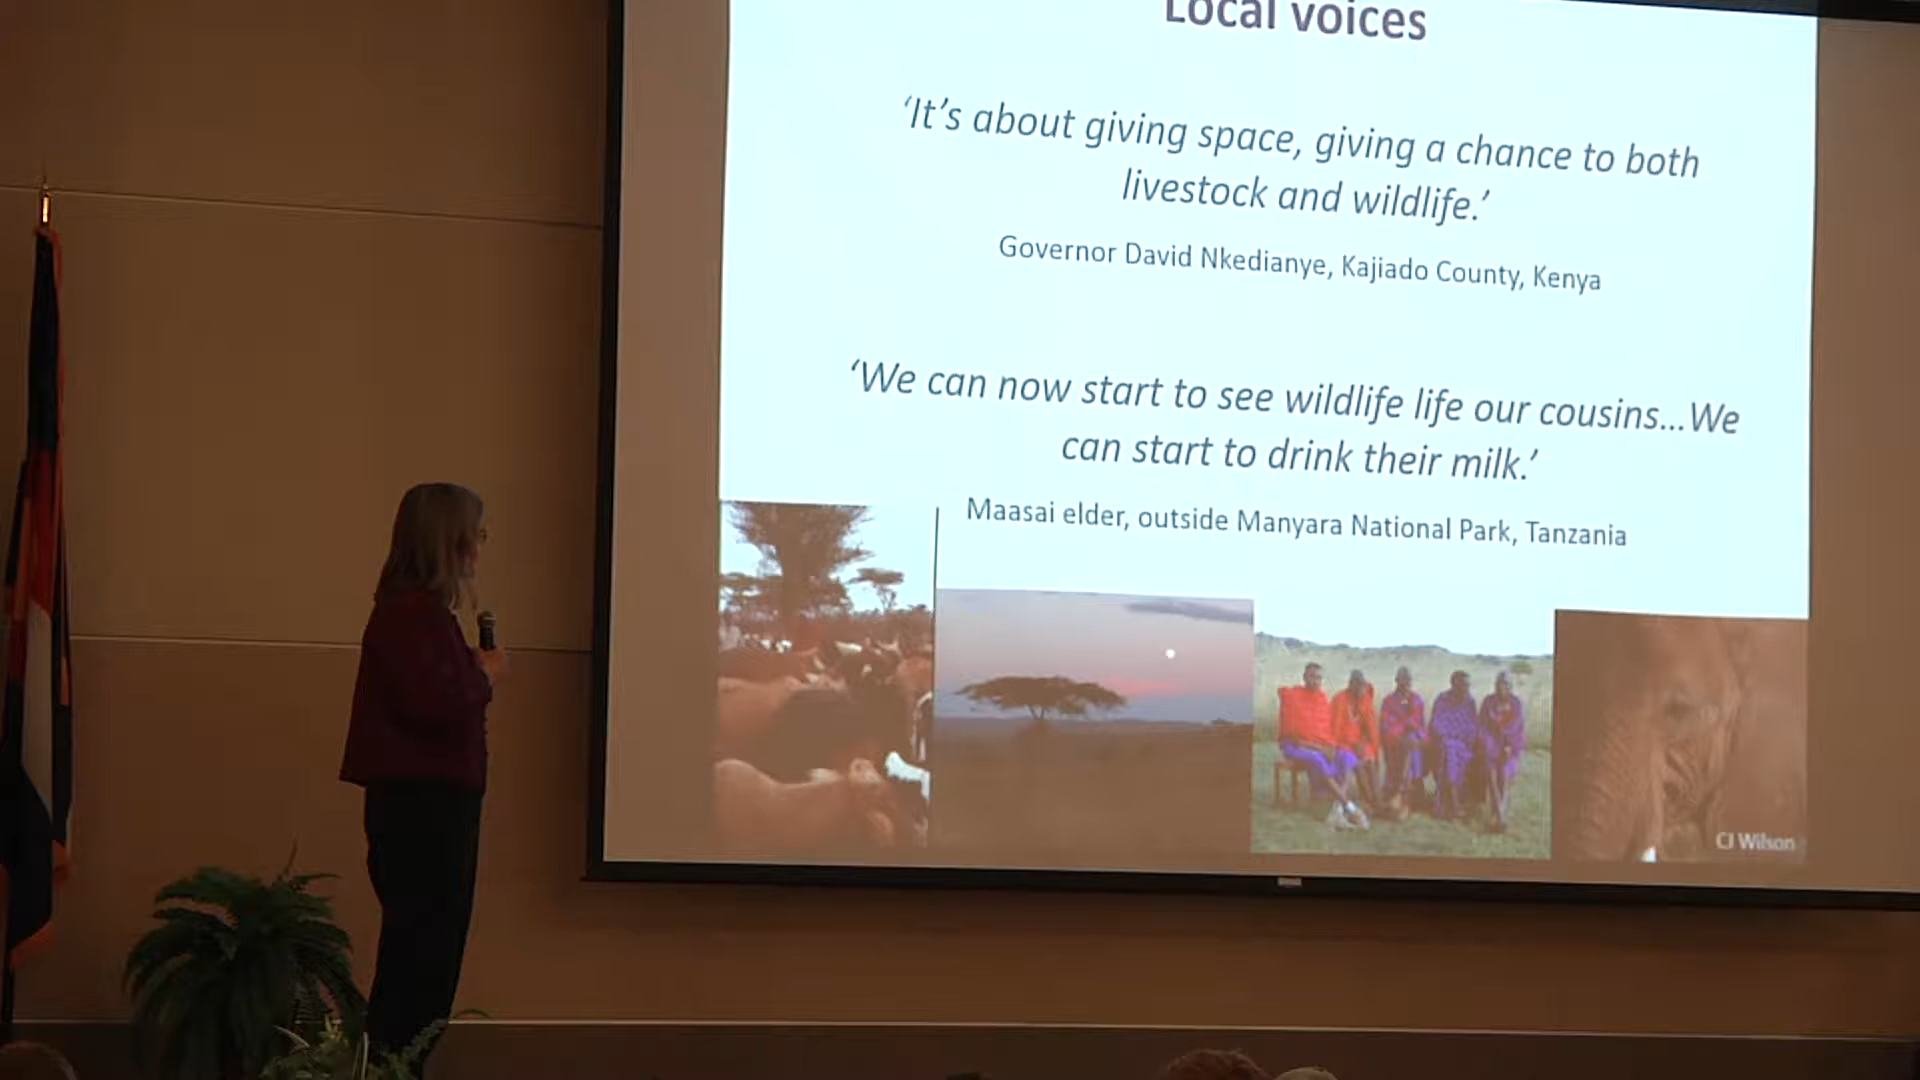 Local voices
‘It’s about giving space, giving a chance to both
livestock and wildlife.’
Governor David Nkedianye, Kajiado County, Kenya
‘We can now start to see wildlife life our cousins...We
can start to drink their milk.’
Maasai elder, outside Manyara National Park, Tanzania
CJ Wilson